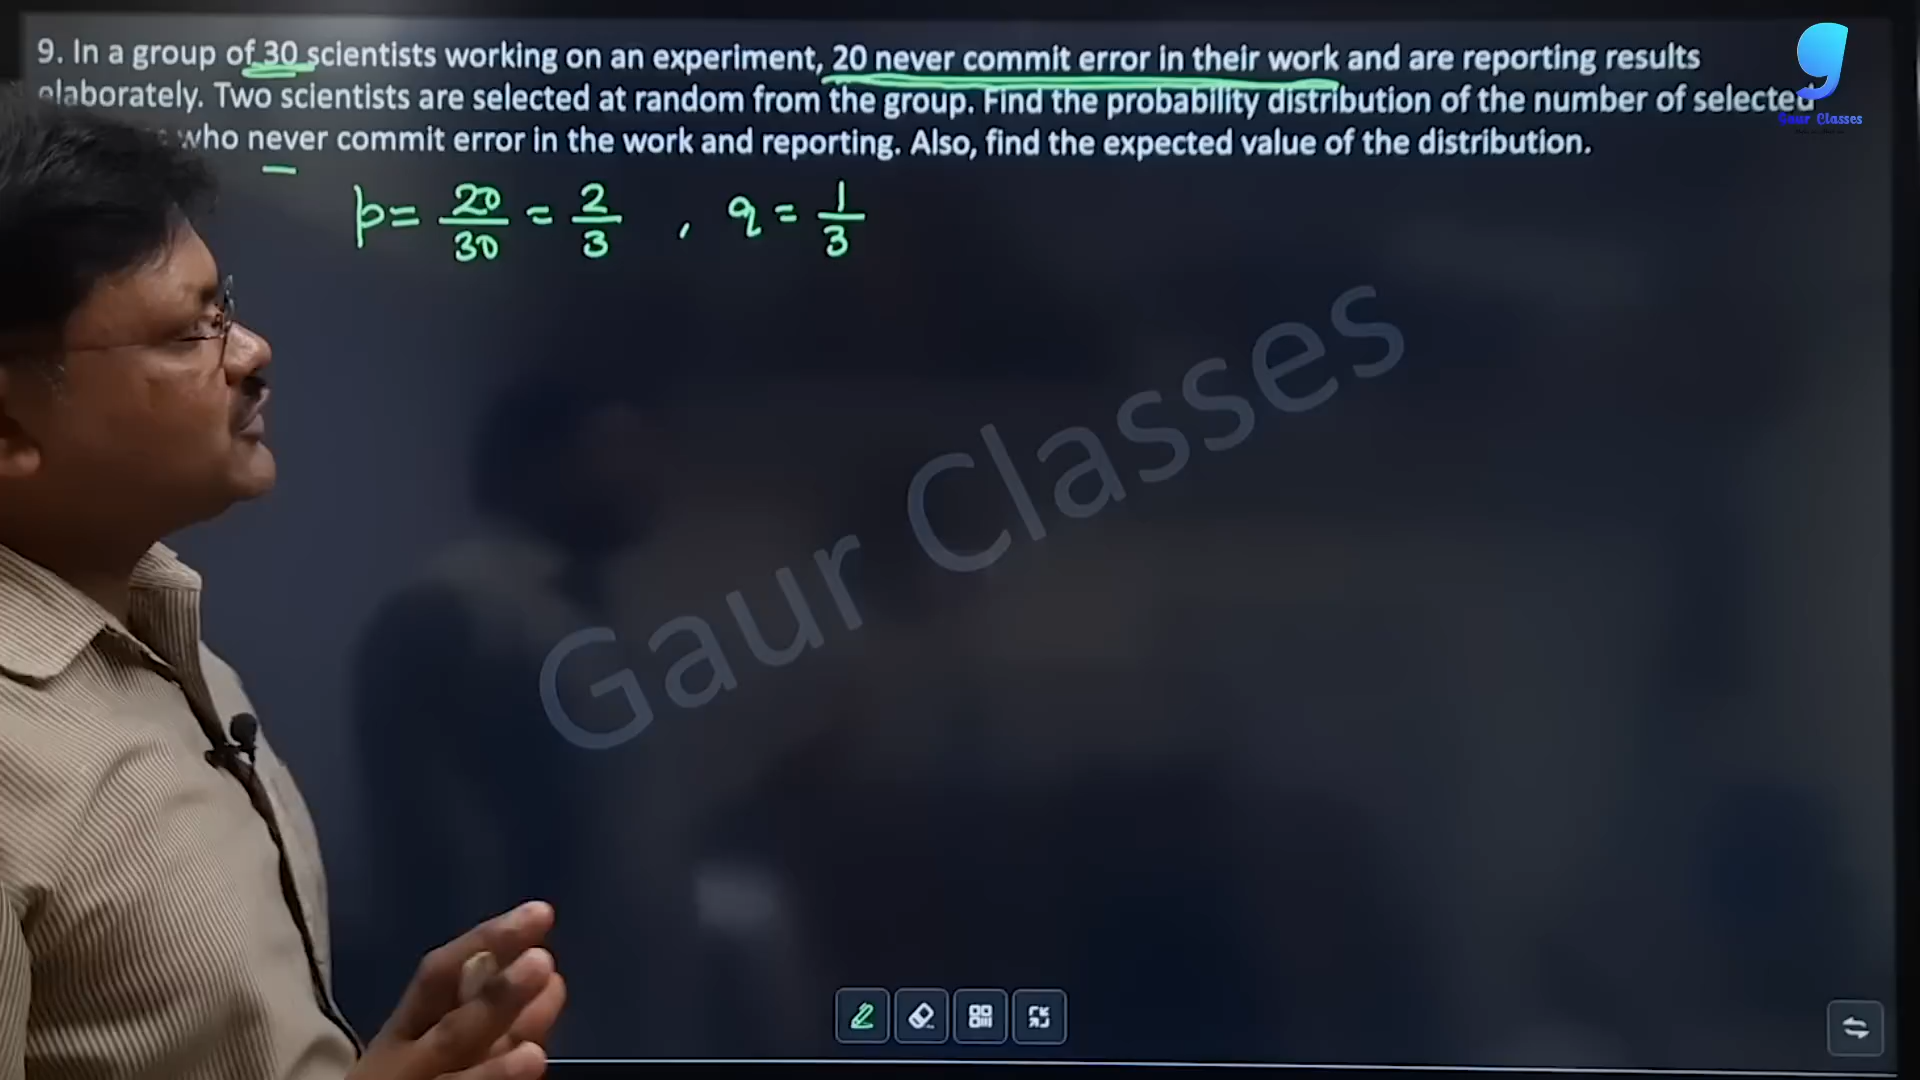 9. In a group of 30 scientists working on an experiment, 20 never commit error in their work and are reporting results
elaborately. Two scientists are selected at random from the group. Find the probability distribution of the number of selected
who never commit error in the work and reporting. Also, find the expected value of the distribution.
p = 20/30 = 2/3 , q = 1/3
Gaur Classes
Gaur Classes